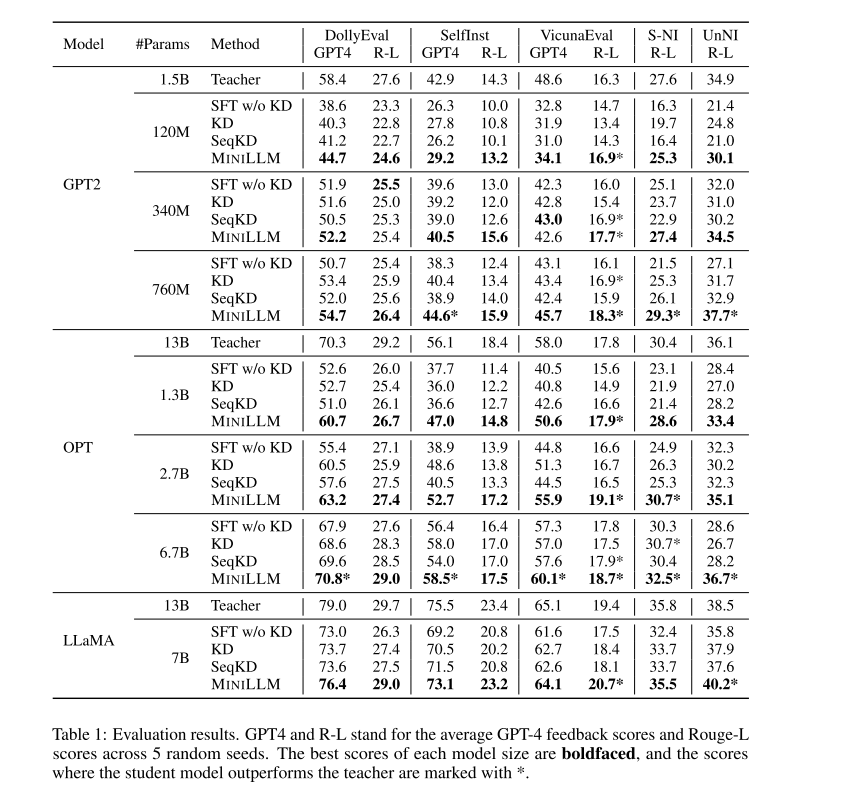 Model #Params Method DollyEval SelfInst VicunaEval S-NI UnNI
GPT4 R-L GPT4 R-L GPT4 R-L R-L R-L
1.5B Teacher 58.4 27.6 42.9 14.3 48.6 16.3 27.6 34.9
SFT w/o KD 38.6 23.3 26.3 10.0 32.8 14.7 16.3 21.4
120M KD 40.3 22.8 27.8 10.8 31.9 13.4 19.7 24.8
SeqKD 41.2 22.7 26.2 10.1 31.0 14.3 16.4 21.0
MINILLM 44.7 24.6 29.2 13.2 34.1 16.9* 25.3 30.1
GPT2 SFT w/o KD 51.9 25.5 39.6 13.0 42.3 16.0 25.1 32.0
340M KD 51.6 25.0 39.2 12.0 42.8 15.4 23.7 31.0
SeqKD 50.5 25.3 39.0 12.6 43.0 16.9* 22.9 30.2
MINILLM 52.2 25.4 40.5 15.6 42.6 17.7* 27.4 34.5
SFT w/o KD 50.7 25.4 38.3 12.4 43.1 16.1 21.5 27.1
760M KD 53.4 25.9 40.4 13.4 43.4 16.9* 25.3 31.7
SeqKD 52.0 25.6 38.9 14.0 42.4 15.9 26.1 32.9
MINILLM 54.7 26.4 44.6* 15.9 45.7 18.3* 29.3* 37.7*
13B Teacher 70.3 29.2 56.1 18.4 58.0 17.8 30.4 36.1
SFT w/o KD 52.6 26.0 37.7 11.4 40.5 15.6 23.1 28.4
1.3B KD 52.7 25.4 36.0 12.2 40.8 14.9 21.9 27.0
SeqKD 51.0 26.1 36.6 12.7 42.6 16.6 21.4 28.2
MINILLM 60.7 26.7 47.0 14.8 50.6 17.9* 28.6 33.4
OPT SFT w/o KD 55.4 27.1 38.9 13.9 44.8 16.6 24.9 32.3
2.7B KD 60.5 25.9 48.6 13.8 51.3 16.7 26.3 30.2
SeqKD 57.6 27.5 40.5 13.3 44.5 16.5 25.3 32.3
MINILLM 63.2 27.4 52.7 17.2 55.9 19.1* 30.7* 35.1
SFT w/o KD 67.9 27.6 56.4 16.4 57.3 17.8 30.3 28.6
6.7B KD 68.6 28.3 58.0 17.0 57.0 17.5 30.7* 26.7
SeqKD 69.6 28.5 54.0 17.0 57.6 17.9* 30.4 28.2
MINILLM 70.8* 29.0 58.5* 17.5 60.1* 18.7* 32.5* 36.7*
13B Teacher 79.0 29.7 75.5 23.4 65.1 19.4 35.8 38.5
LLaMA SFT w/o KD 73.0 26.3 69.2 20.8 61.6 17.5 32.4 35.8
7B KD 73.7 27.4 70.5 20.2 62.7 18.4 33.7 37.9
SeqKD 73.6 27.5 71.5 20.8 62.6 18.1 33.7 37.6
MINILLM 76.4 29.0 73.1 23.2 64.1 20.7* 35.5 40.2*
Table 1: Evaluation results. GPT4 and R-L stand for the average GPT-4 feedback scores and Rouge-L
scores across 5 random seeds. The best scores of each model size are boldfaced, and the scores
where the student model outperforms the teacher are marked with *.